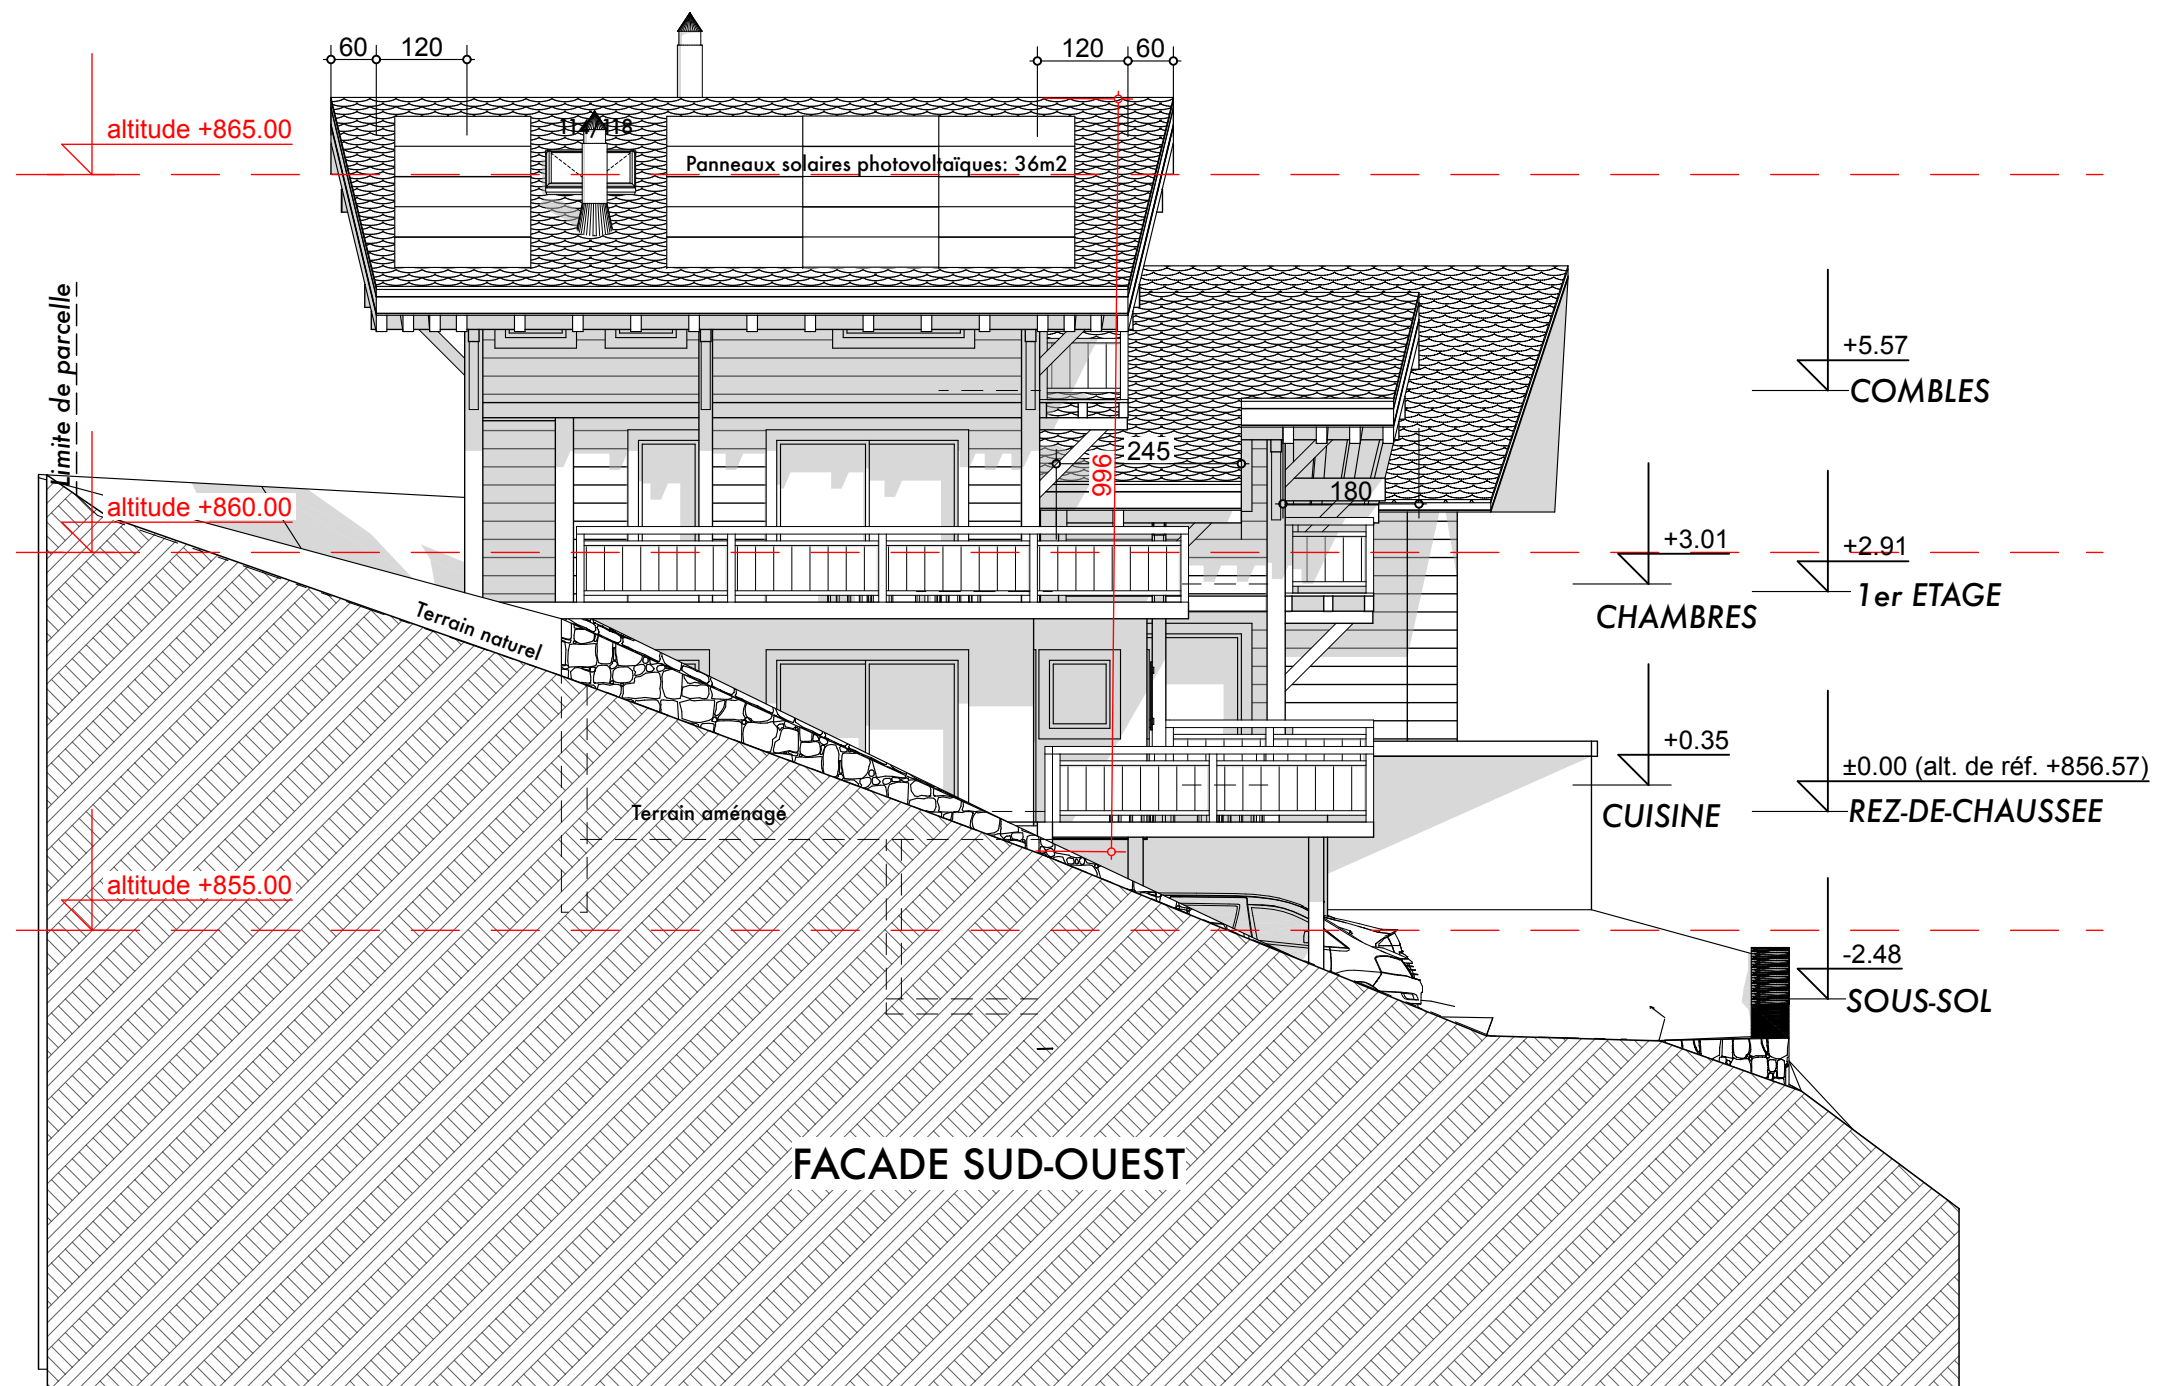 60 120
120 60
altitude +865.00
114/118
Panneaux solaires photovoltaïques: 36m2
Limite de parcelle
+5.57
COMBLES
245
996
180
altitude +860.00
+3.01
CHAMBRES
+2.91
1er ETAGE
Terrain naturel
+0.35
CUISINE
±0.00 (alt. de réf. +856.57)
REZ-DE-CHAUSSEE
Terrain aménagé
altitude +855.00
-2.48
SOUS-SOL
FACADE SUD-OUEST